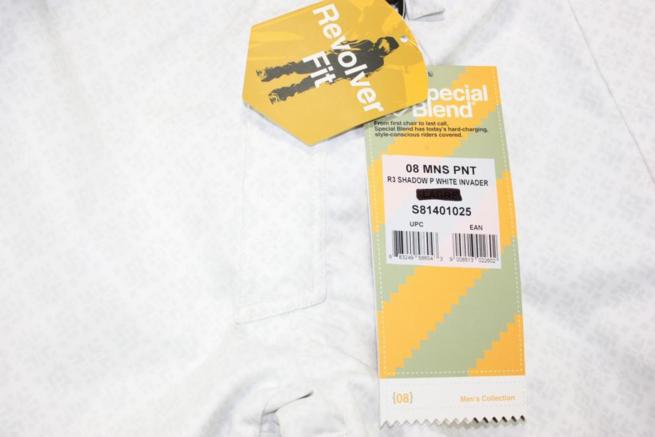 Revolver
Fit
Special
Blend
From first chair to last call,
Special Blend has today's hard-charging,
style-conscious riders covered.
08 MNS PNT
R3 SHADOW P WHITE INVADER
S81401025
UPC EAN
{08} Men's Collection